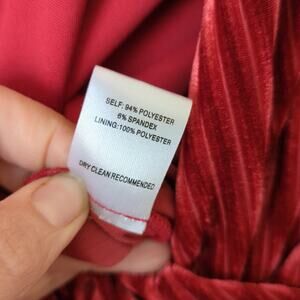 SELF: 94% POLYESTER
6% SPANDEX
LINING:100% POLYESTER
DRY CLEAN RECOMMENDED